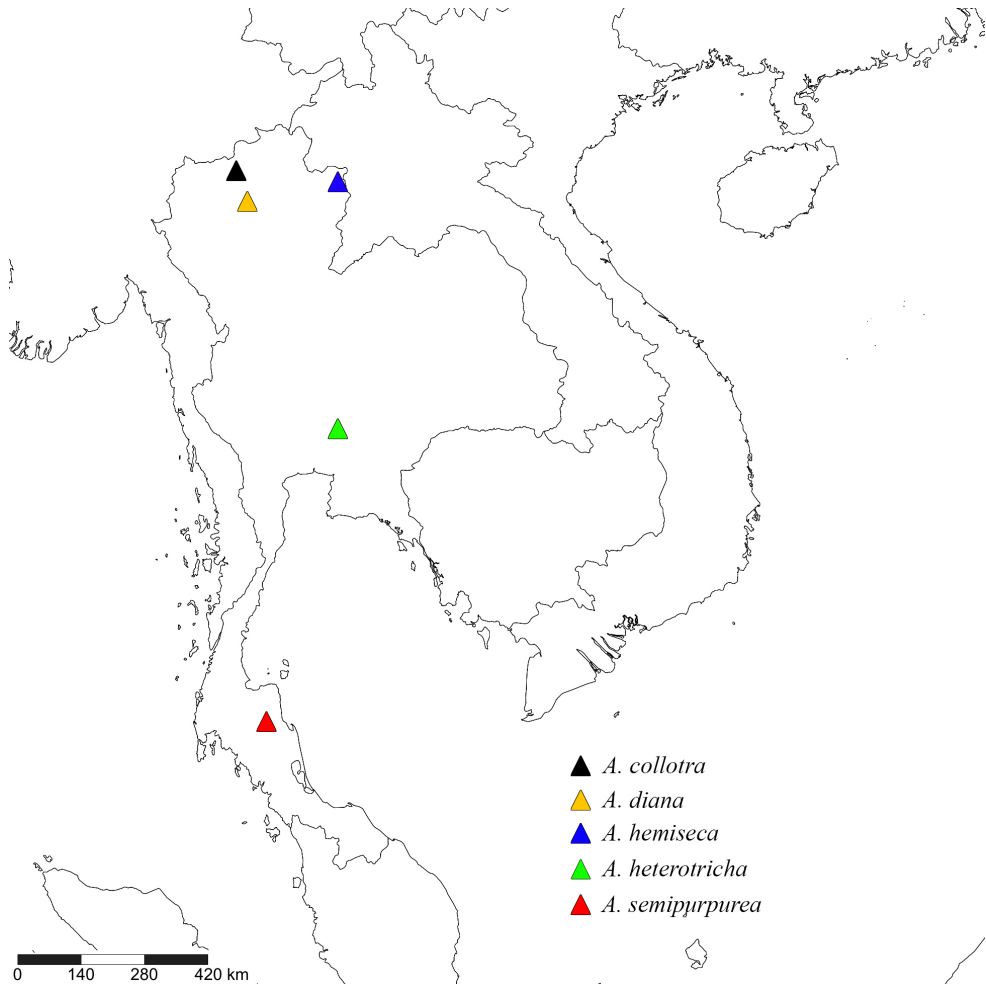 A. collotra
A. diana
A. hemiseca
A. heterotricha
A. semipurpurea
0 140 280 420 km